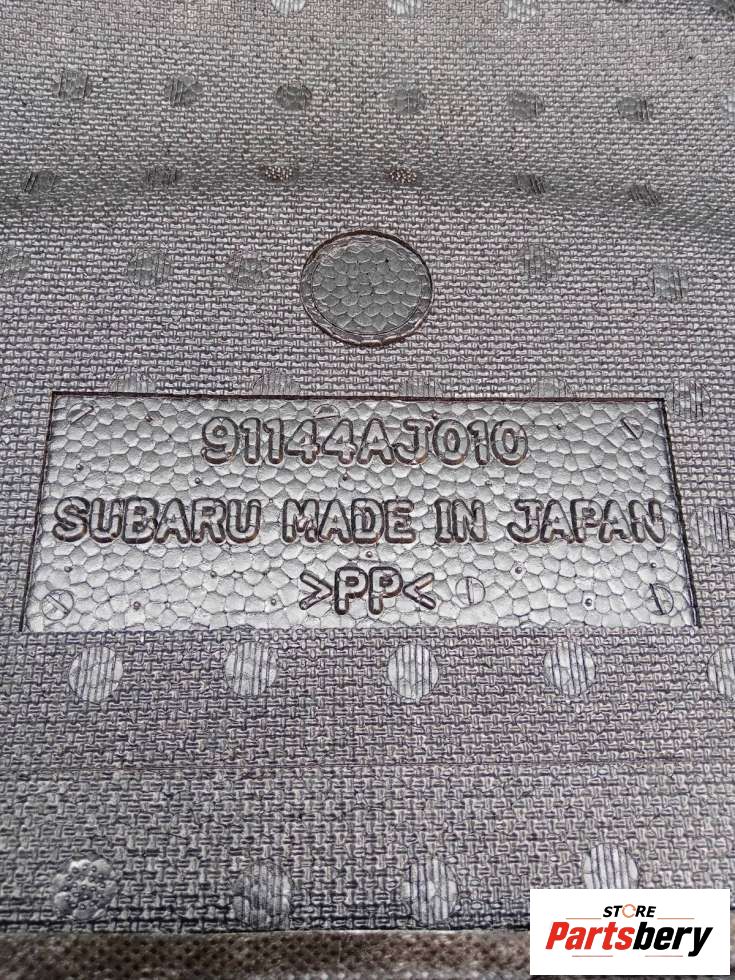 91144AJ010
SUBARU MADE IN JAPAN
>PP<
STORE
Partsbery